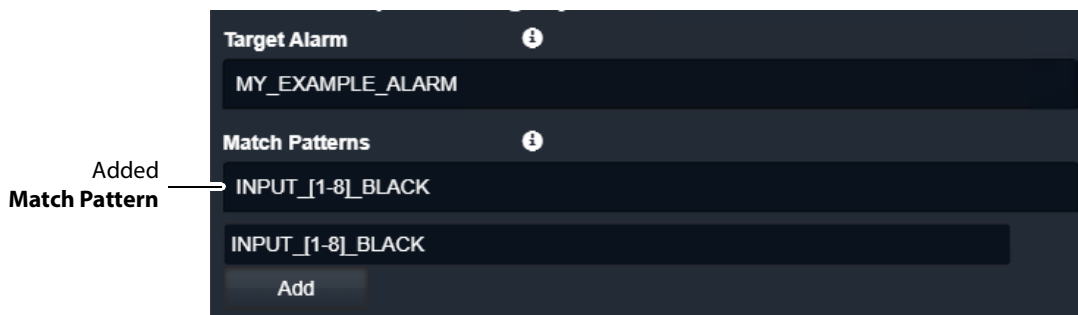 Target Alarm
MY_EXAMPLE_ALARM
Match Patterns
Added
Match Pattern
INPUT_[1-8]_BLACK
INPUT_[1-8]_BLACK
Add